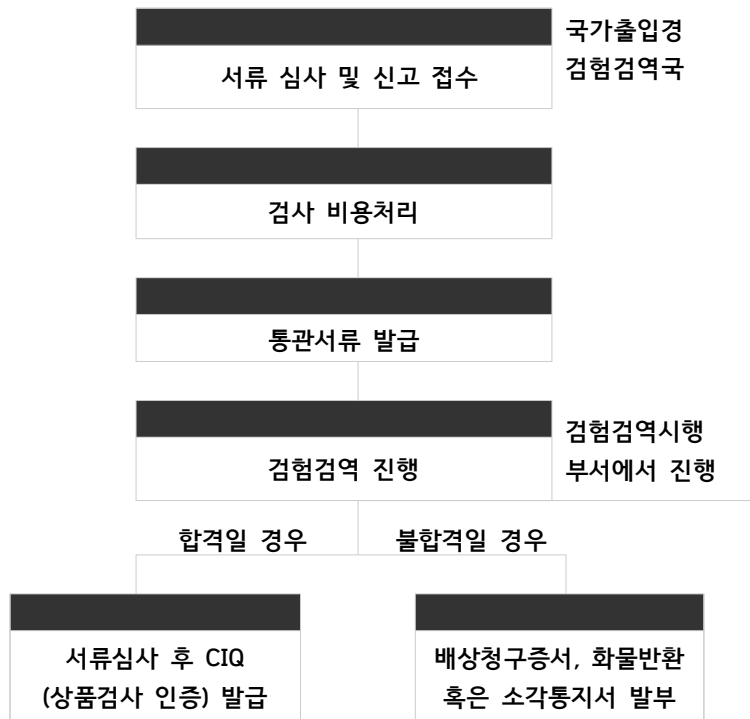 국가출입경
검험검역국
서류 심사 및 신고 접수
검사 비용처리
통관서류 발급
검험검역시행
부서에서 진행
검험검역 진행
합격일 경우
불합격일 경우
서류심사 후 CIQ
(상품검사 인증) 발급
배상청구증서, 화물반환
혹은 소각통지서 발부